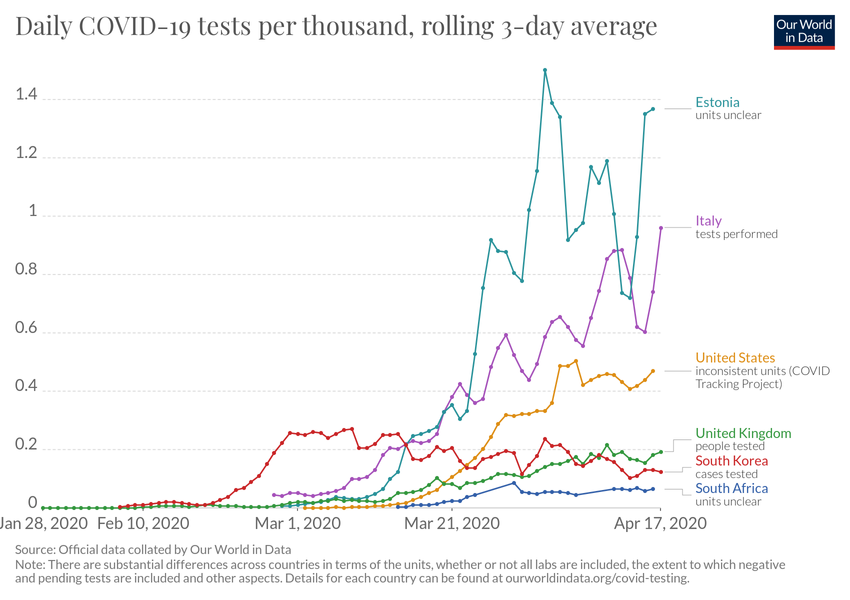 Daily COVID-19 tests per thousand, rolling 3-day average
Our World
in Data
1.4
1.2
1
0.8
0.6
0.4
0.2
0
Estonia
units unclear
Italy
tests performed
United States
inconsistent units (COVID
Tracking Project)
United Kingdom
people tested
South Korea
cases tested
South Africa
units unclear
Jan 28, 2020 Feb 10, 2020 Mar 1, 2020 Mar 21, 2020 Apr 17, 2020
Source: Official data collated by Our World in Data
Note: There are substantial differences across countries in terms of the units, whether or not all labs are included, the extent to which negative
and pending tests are included and other aspects. Details for each country can be found at ourworldindata.org/covid-testing.